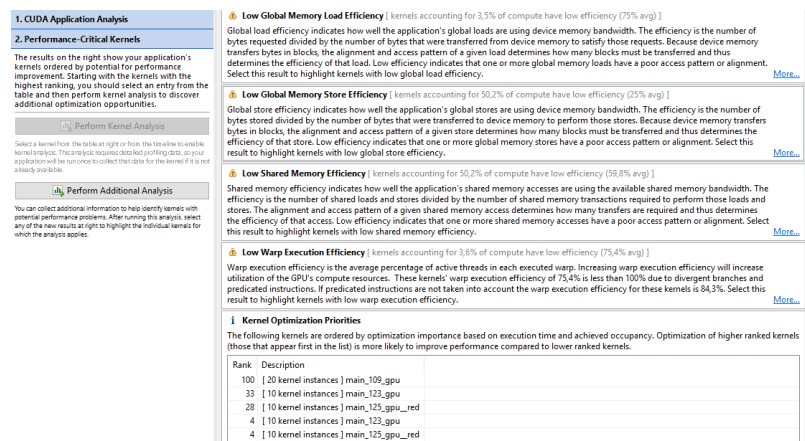 1. CUDA Application Analysis
2. Performance-Critical Kernels
The results on the right show your application's
kernels ordered by potential for performance
improvement. Starting with the kernels with the
highest ranking, you should select an entry from the
table and then perform kernel analysis to discover
additional optimization opportunities.
Perform Kernel Analysis
Select a kernel from the table at right or from the timeline to enable
kernel analysis. This analysis requires detailed profiling data, so your
application will be run once to collect that data for the kernel if it is not
already available.
Perform Additional Analysis
You can collect additional information to help identify kernels with
potential performance problems. After running this analysis, select
any of the new results at right to highlight the individual kernels for
which the analysis applies.
Low Global Memory Load Efficiency [ kernels accounting for 3,5% of compute have low efficiency (75% avg) ]
Global load efficiency indicates how well the application's global loads are using device memory bandwidth. The efficiency is the number of
bytes requested divided by the number of bytes that were transferred from device memory to satisfy those requests. Because device memory
transfers bytes in blocks, the alignment and access pattern of a given load determines how many blocks must be transferred and thus
determines the efficiency of that load. Low efficiency indicates that one or more global memory loads have a poor access pattern or alignment.
Select this result to highlight kernels with low global load efficiency. More...
Low Global Memory Store Efficiency [ kernels accounting for 50,2% of compute have low efficiency (25% avg) ]
Global store efficiency indicates how well the application's global stores are using device memory bandwidth. The efficiency is the number of
bytes stored divided by the number of bytes that were transferred to device memory to perform those stores. Because device memory transfers
bytes in blocks, the alignment and access pattern of a given store determines how many blocks must be transferred and thus determines the
efficiency of that store. Low efficiency indicates that one or more global memory stores have a poor access pattern or alignment. Select this
result to highlight kernels with low global store efficiency. More...
Low Shared Memory Efficiency [ kernels accounting for 50,2% of compute have low efficiency (59,8% avg) ]
Shared memory efficiency indicates how well the application's shared memory accesses are using the available shared memory bandwidth. The
efficiency is the number of shared loads and stores divided by the number of shared memory transactions required to perform those loads and
stores. The alignment and access pattern of a given shared memory access determines how many transfers are required and thus determines
the efficiency of that access. Low efficiency indicates that one or more shared memory accesses have a poor access pattern or alignment. Select
this result to highlight kernels with low shared memory efficiency. More...
Low Warp Execution Efficiency [ kernels accounting for 3,6% of compute have low efficiency (75,4% avg) ]
Warp execution efficiency is the average percentage of active threads in each executed warp. Increasing warp execution efficiency will increase
utilization of the GPU's compute resources. These kernels' warp execution efficiency of 75,4% is less than 100% due to divergent branches and
predicated instructions. If predicated instructions are not taken into account the warp execution efficiency for these kernels is 84,3%. Select this
result to highlight kernels with low warp execution efficiency. More...
i Kernel Optimization Priorities
The following kernels are ordered by optimization importance based on execution time and achieved occupancy. Optimization of higher ranked kernels
(those that appear first in the list) is more likely to improve performance compared to lower ranked kernels.
Rank Description
100 [ 20 kernel instances ] main_109_gpu
33 [ 10 kernel instances ] main_123_gpu
28 [ 10 kernel instances ] main_125_gpu__red
4 [ 10 kernel instances ] main_123_gpu
4 [ 10 kernel instances ] main_125_gpu__red